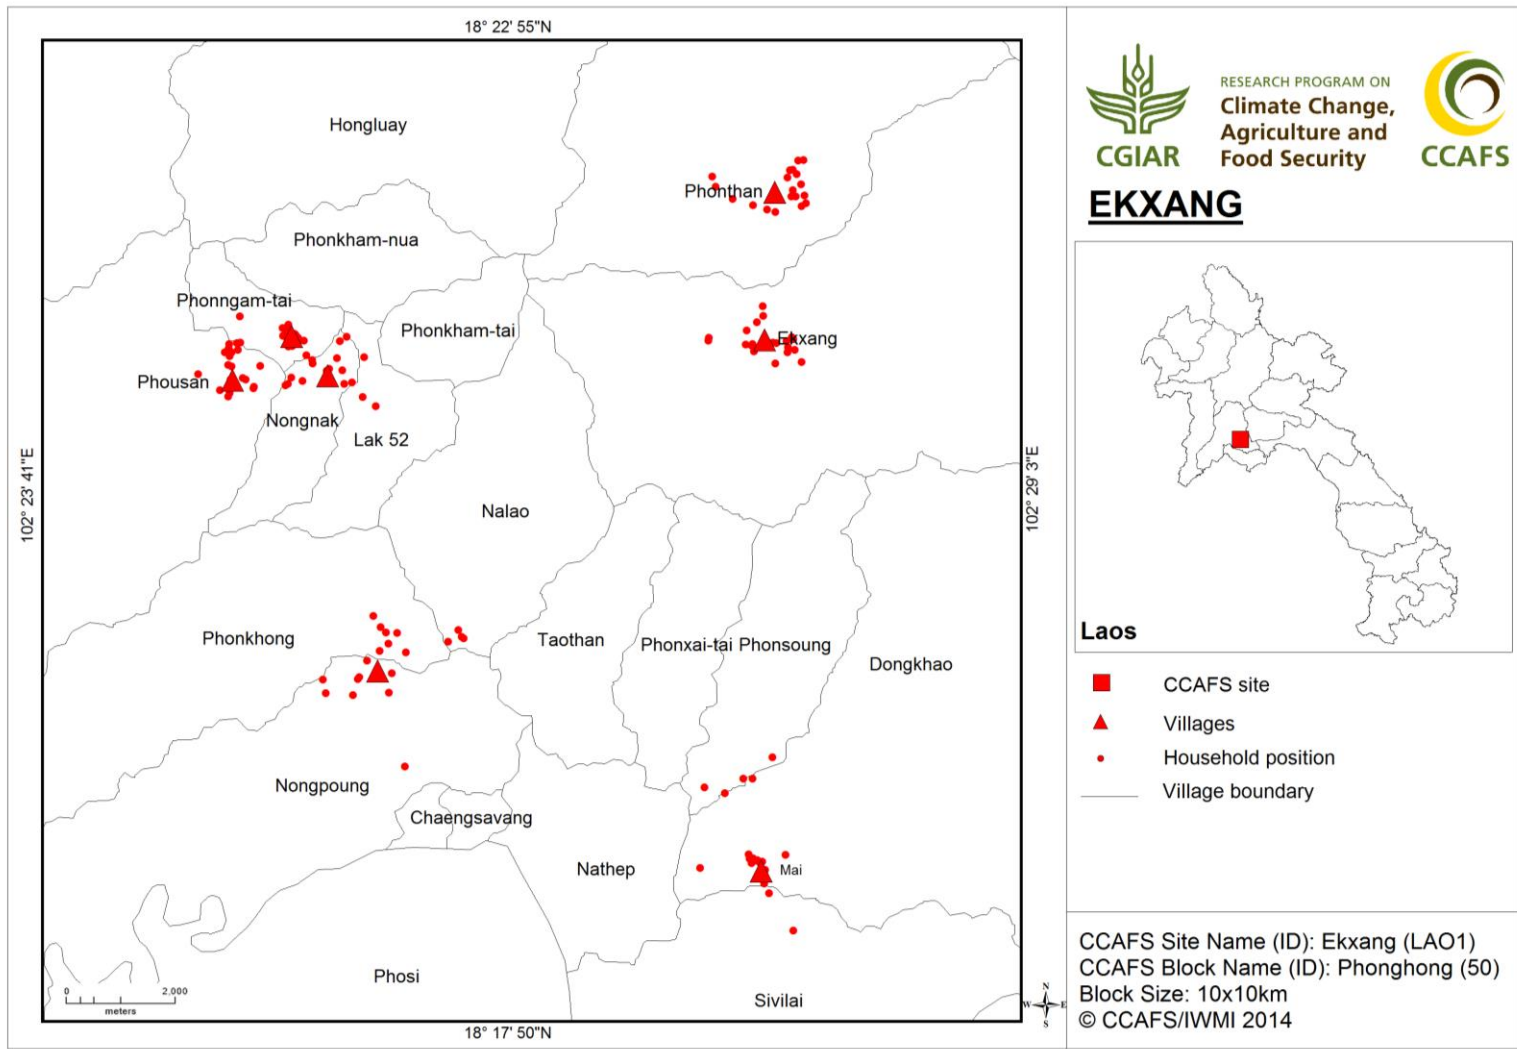 18° 22' 55"N
Hongluay
Phonthan
Phonkham-nua
Phonngam-tai
Phonkham-tai
Ekxang
Phousan
Nongnak
Lak 52
102° 23' 41"E
102° 29' 3"E
Nalao
Phonkhong
Taothan
Phonxai-tai
Phonsoung
Dongkhao
Nongpoung
Chaengsavang
Nathep
Mai
Phosi
Sivilai
0 2,000
meters
18° 17' 50"N
N
W E
S
CGIAR
RESEARCH PROGRAM ON
Climate Change,
Agriculture and
Food Security
CCAFS
EKXANG
Laos
CCAFS site
Villages
Household position
Village boundary
CCAFS Site Name (ID): Ekxang (LAO1)
CCAFS Block Name (ID): Phonghong (50)
Block Size: 10x10km
© CCAFS/IWMI 2014